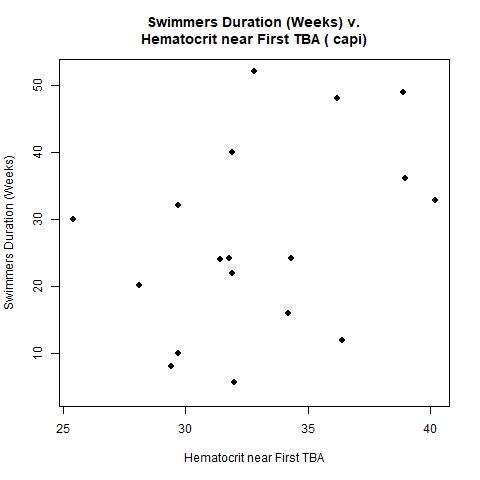 Swimmers Duration (Weeks) v.
Hematocrit near First TBA ( capi)
Swimmers Duration (Weeks)
50
40
30
20
10
25
30
35
40
Hematocrit near First TBA